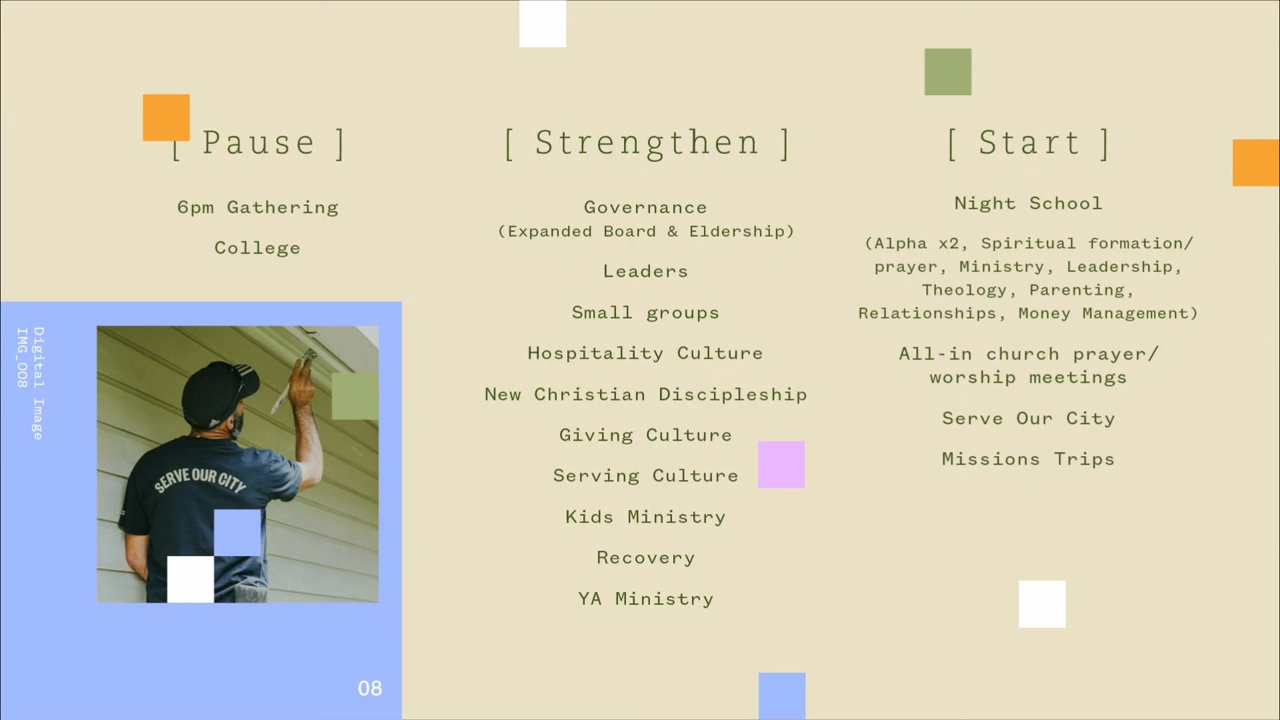 [ Pause ]
6pm Gathering
College
[ Strengthen ]
Governance
(Expanded Board & Eldership)
Leaders
Small groups
Hospitality Culture
New Christian Discipleship
Giving Culture
Serving Culture
Kids Ministry
Recovery
YA Ministry
[ Start ]
Night School
(Alpha x2, Spiritual formation/
prayer, Ministry, Leadership,
Theology, Parenting,
Relationships, Money Management)
All-in church prayer/
worship meetings
Serve Our City
Missions Trips
Digital Image
IMG_008
SERVE OUR CITY
08